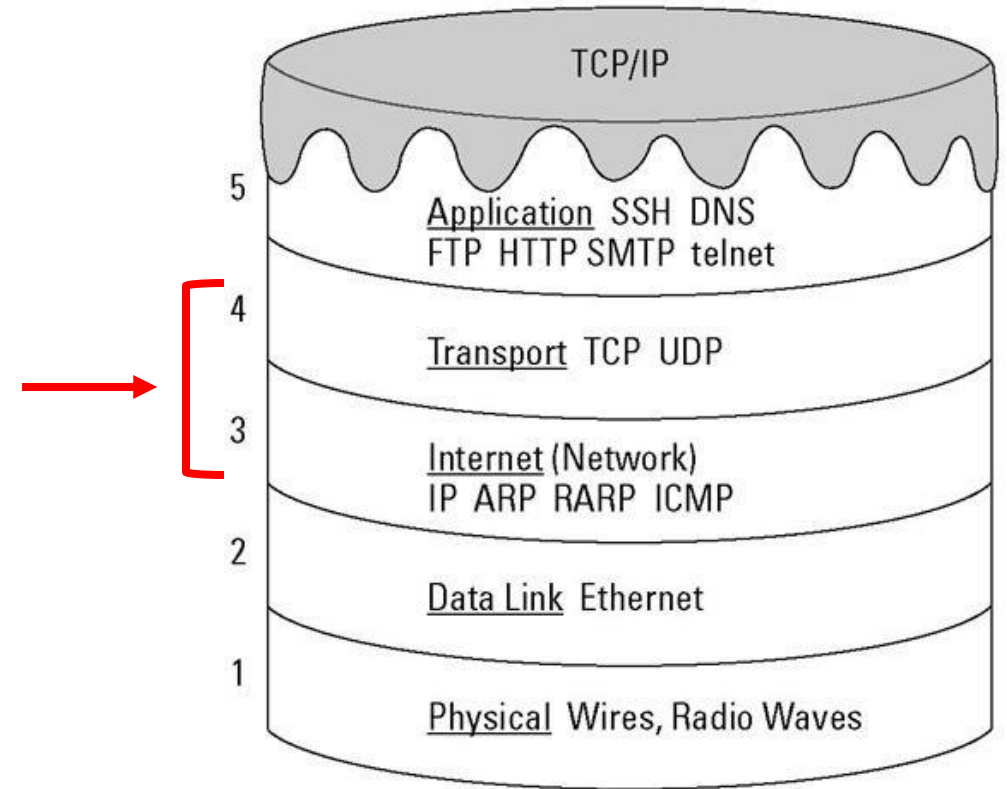 TCP/IP
5
Application SSH DNS
FTP HTTP SMTP telnet
4
Transport TCP UDP
3
Internet (Network)
IP ARP RARP ICMP
2
Data Link Ethernet
1
Physical Wires, Radio Waves